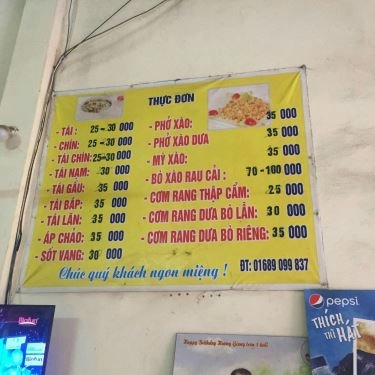 THỰC ĐƠN
- TÁI : 25-30 000
- CHÍN: 25-30 000
- TÁI CHÍN: 25-30 000
- TÁI NẠM: 30 000
- TÁI GẦU: 35 000
- TÁI BẮP: 35 000
- TÁI LĂN: 35 000
- ÁP CHẢO: 35 000
- SỐT VANG: 30 000
- PHỞ XÀO: 35 000
- PHỞ XÀO DƯA 35 000
- MỲ XÀO: 35 000
- BÒ XÀO RAU CẢI : 70-100 000
- CƠM RANG THẬP CẨM: 25 000
- CƠM RANG DƯA BÒ LẪN: 30 000
- CƠM RANG DƯA BÒ RIÊNG: 35 000
Chúc quý khách ngon miệng !
ĐT: 01689 099 837
pepsi
THÍCH
THÌ HÁT
Happy Birthday